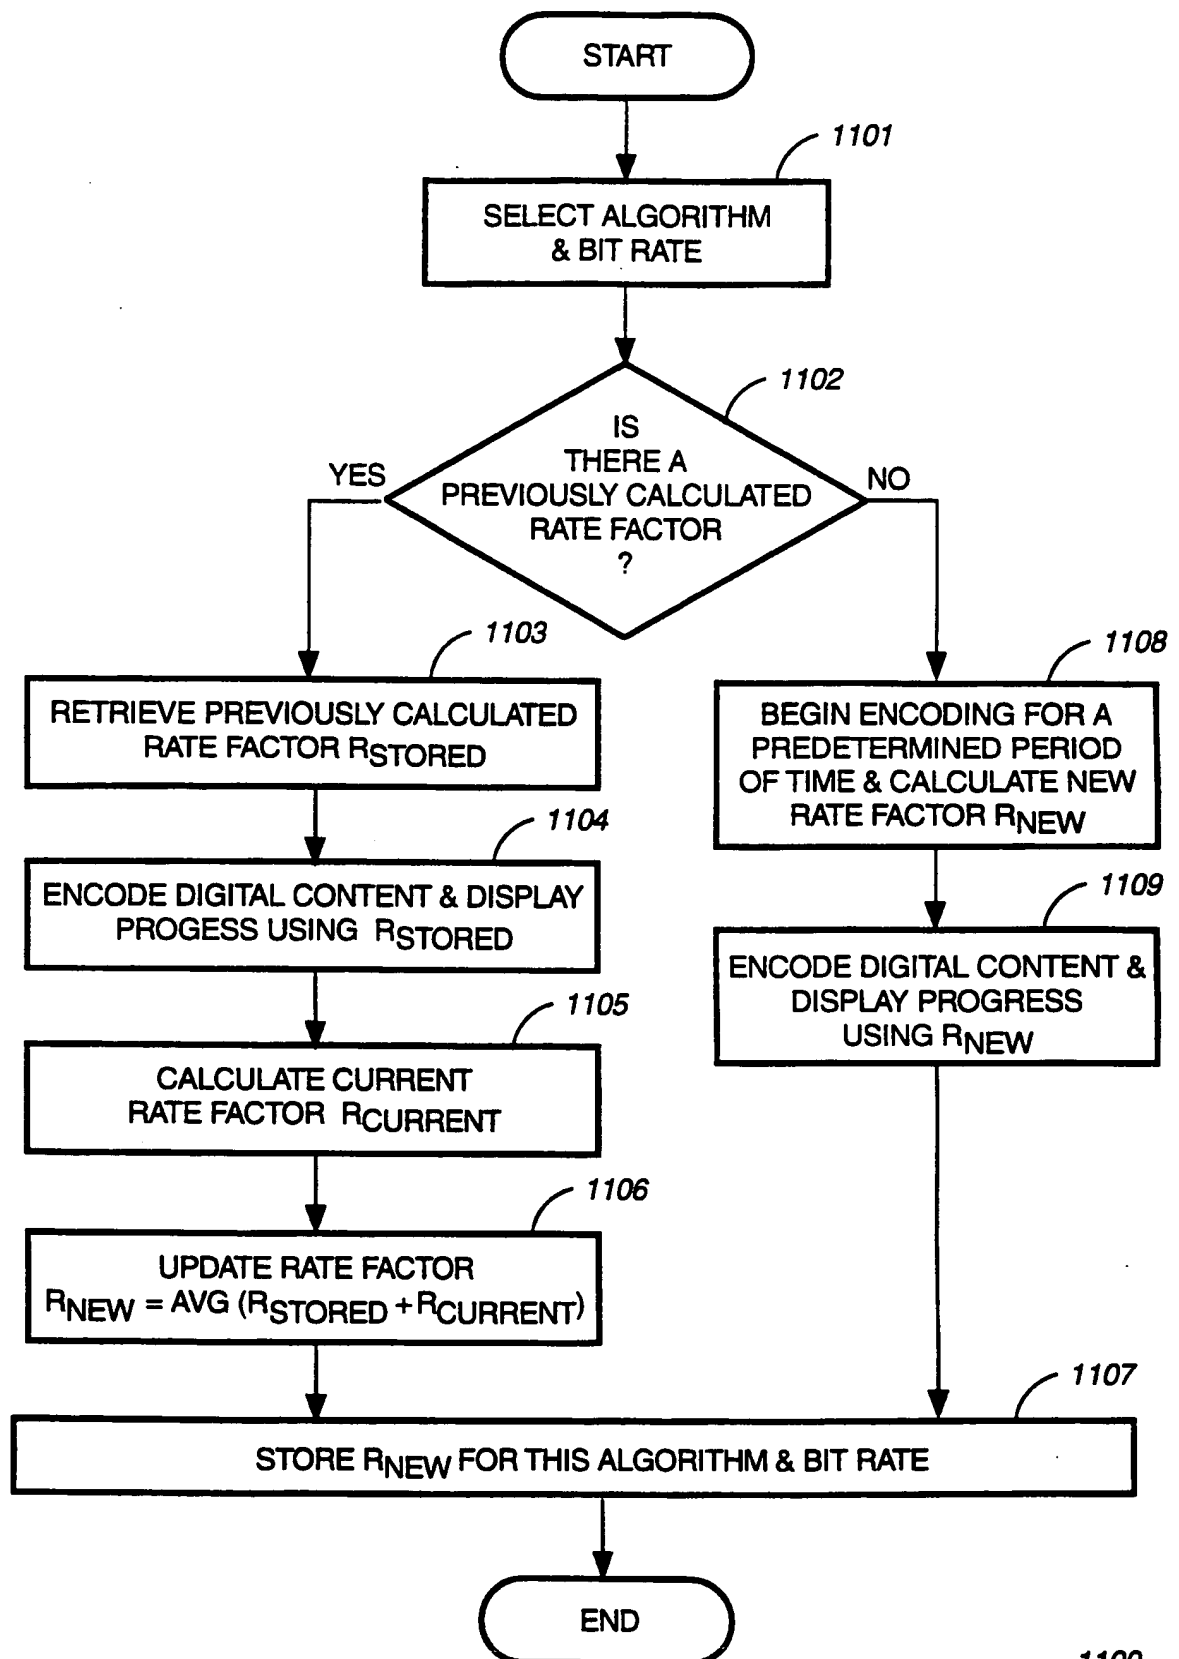 START
1101
SELECT ALGORITHM
& BIT RATE
1102
IS
THERE A
PREVIOUSLY CALCULATED
RATE FACTOR
?
YES
NO
1103
RETRIEVE PREVIOUSLY CALCULATED
RATE FACTOR RSTORED
1104
ENCODE DIGITAL CONTENT & DISPLAY
PROGESS USING RSTORED
1105
CALCULATE CURRENT
RATE FACTOR RCURRENT
1106
UPDATE RATE FACTOR
RNEW = AVG (RSTORED + RCURRENT)
1108
BEGIN ENCODING FOR A
PREDETERMINED PERIOD
OF TIME & CALCULATE NEW
RATE FACTOR RNEW
1109
ENCODE DIGITAL CONTENT &
DISPLAY PROGRESS
USING RNEW
1107
STORE RNEW FOR THIS ALGORITHM & BIT RATE
END